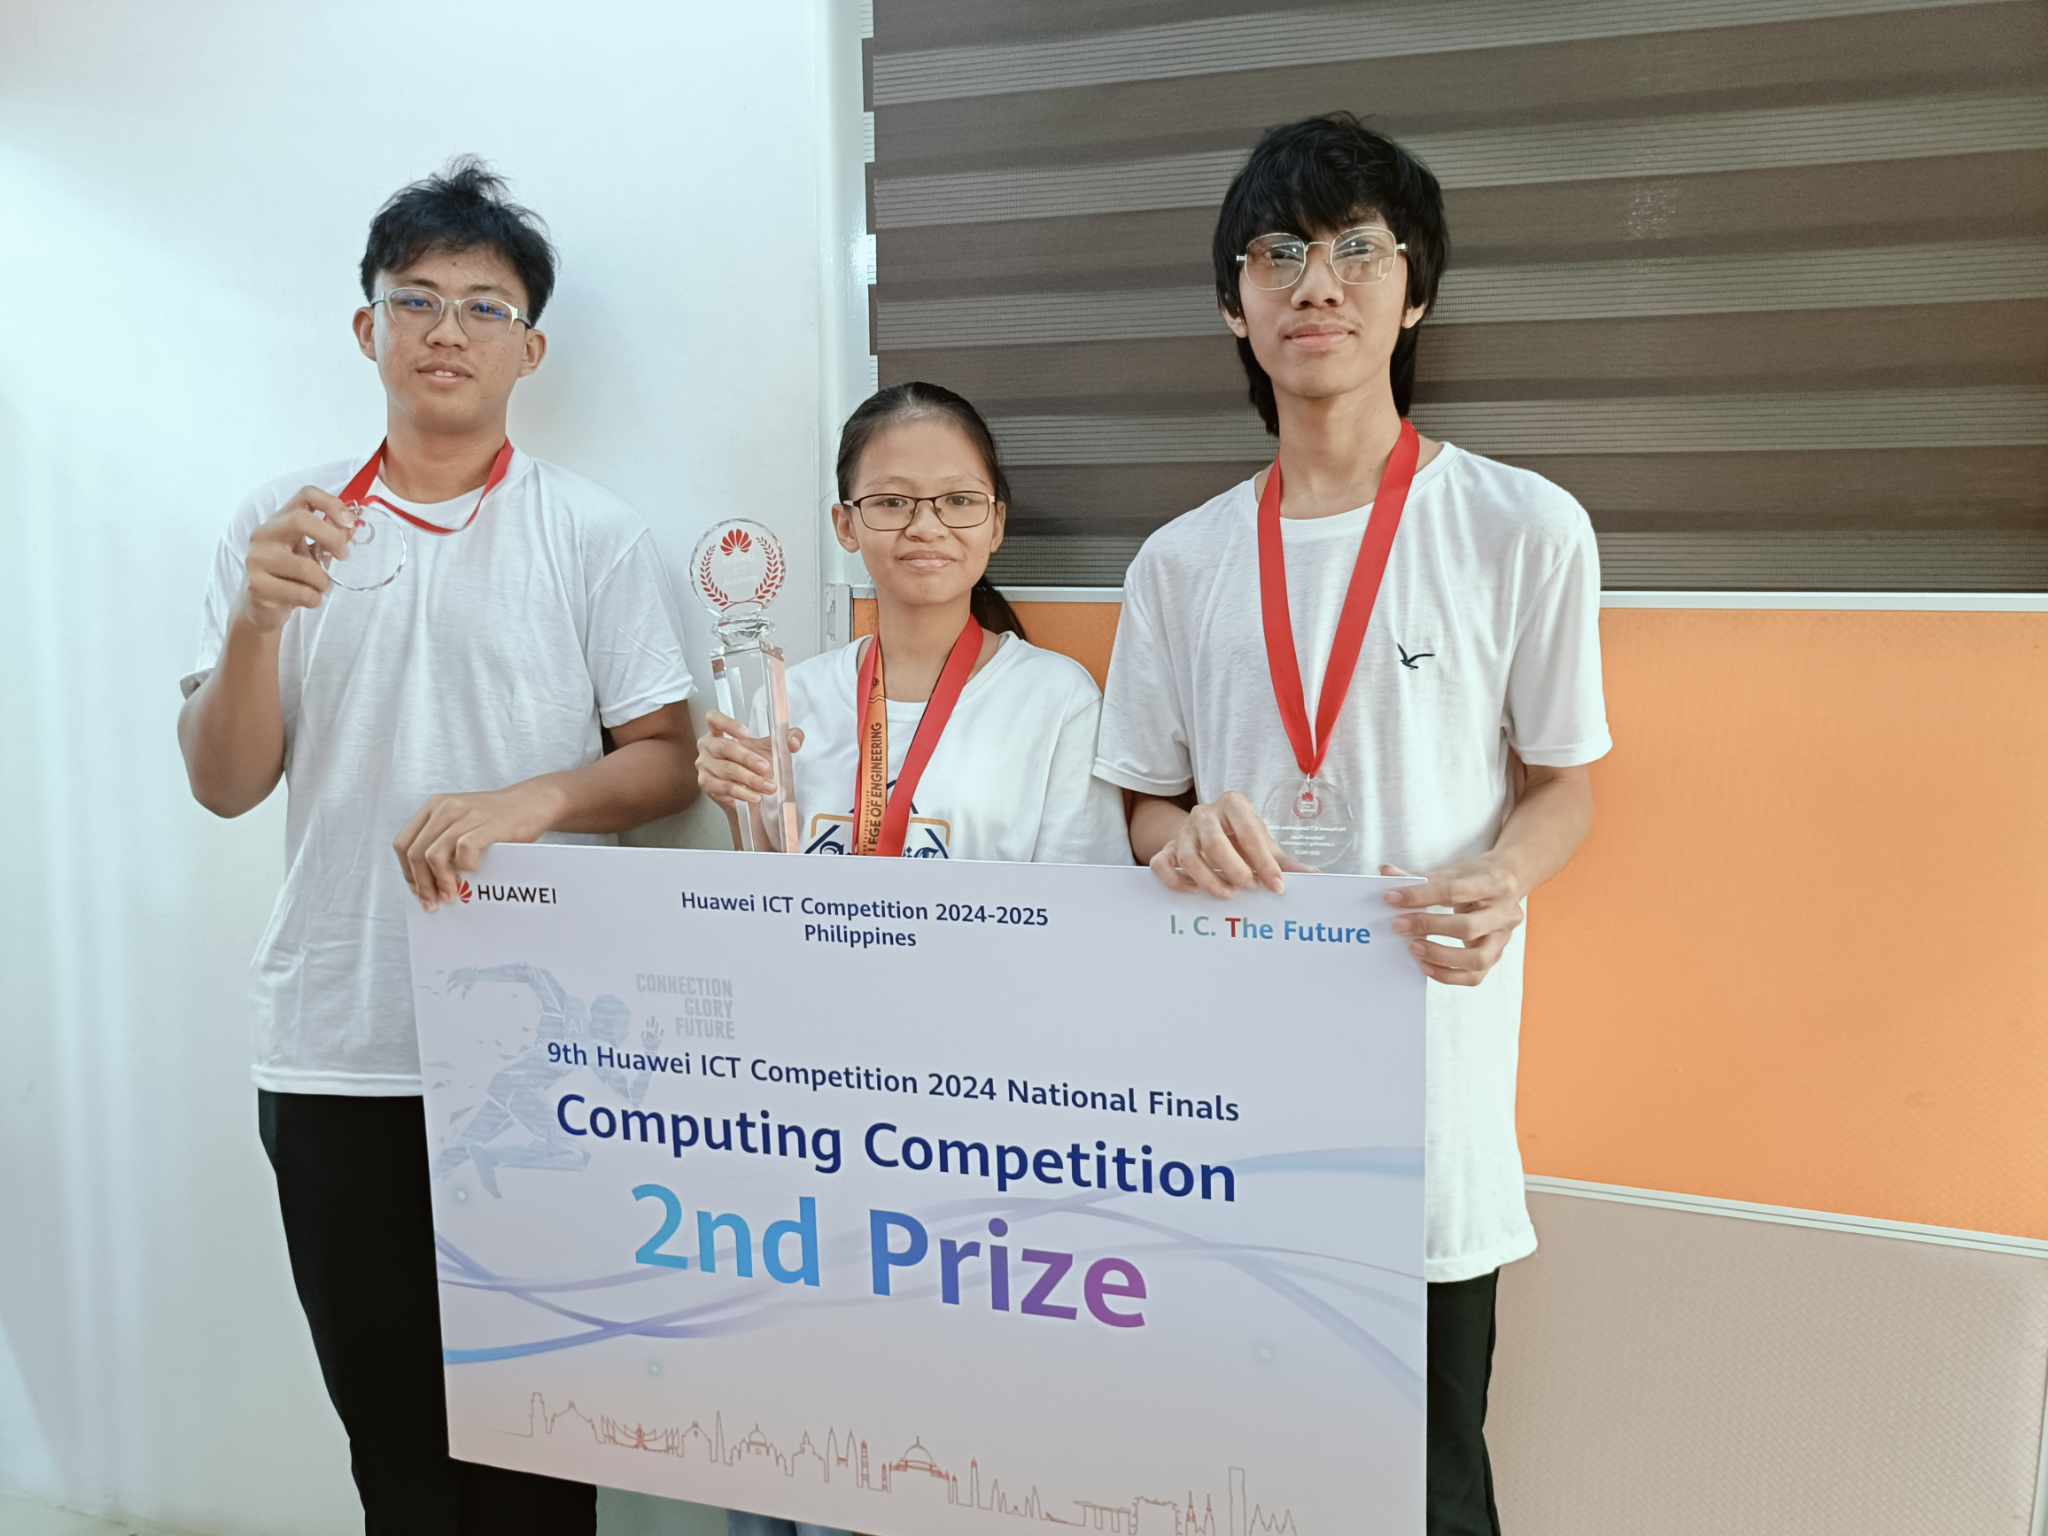 COLLEGE OF ENGINEERING
HUAWEI
Huawei ICT Competition 2024-2025
Philippines
I. C. The Future
CONNECTION
GLORY
FUTURE
9th Huawei ICT Competition 2024 National Finals
Computing Competition
2nd Prize